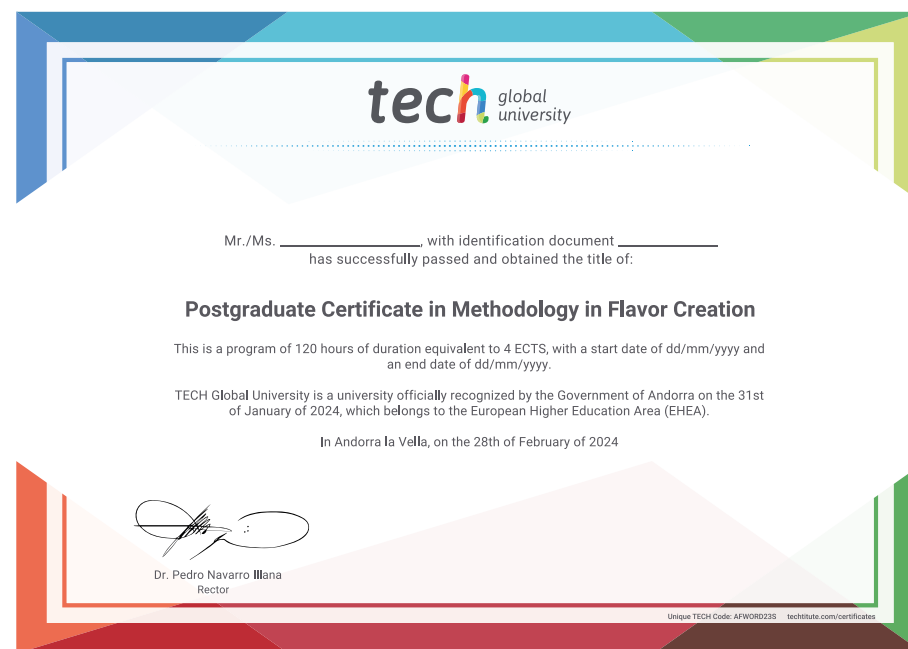 tech global university
Mr./Ms. ____________, with identification document ____________
has successfully passed and obtained the title of:
Postgraduate Certificate in Methodology in Flavor Creation
This is a program of 120 hours of duration equivalent to 4 ECTS, with a start date of dd/mm/yyyy and
an end date of dd/mm/yyyy.
TECH Global University is a university officially recognized by the Government of Andorra on the 31st
of January of 2024, which belongs to the European Higher Education Area (EHEA).
In Andorra la Vella, on the 28th of February of 2024
Dr. Pedro Navarro Illana
Rector
Unique TECH Code: AFWORD23S techtitute.com/certificates